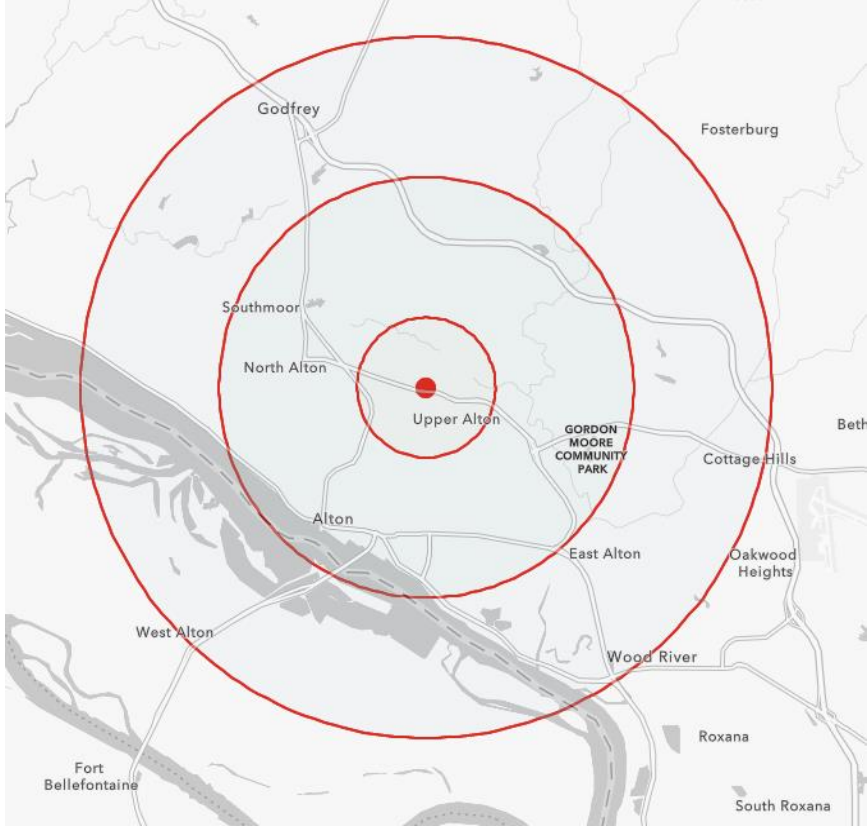 Godfrey
Fosterburg
Southmoor
North Alton
Upper Alton
GORDON
MOORE
COMMUNITY
PARK
Beth
Cottage Hills
Alton
East Alton
Oakwood
Heights
West Alton
Wood River
Roxana
Fort
Bellefontaine
South Roxana